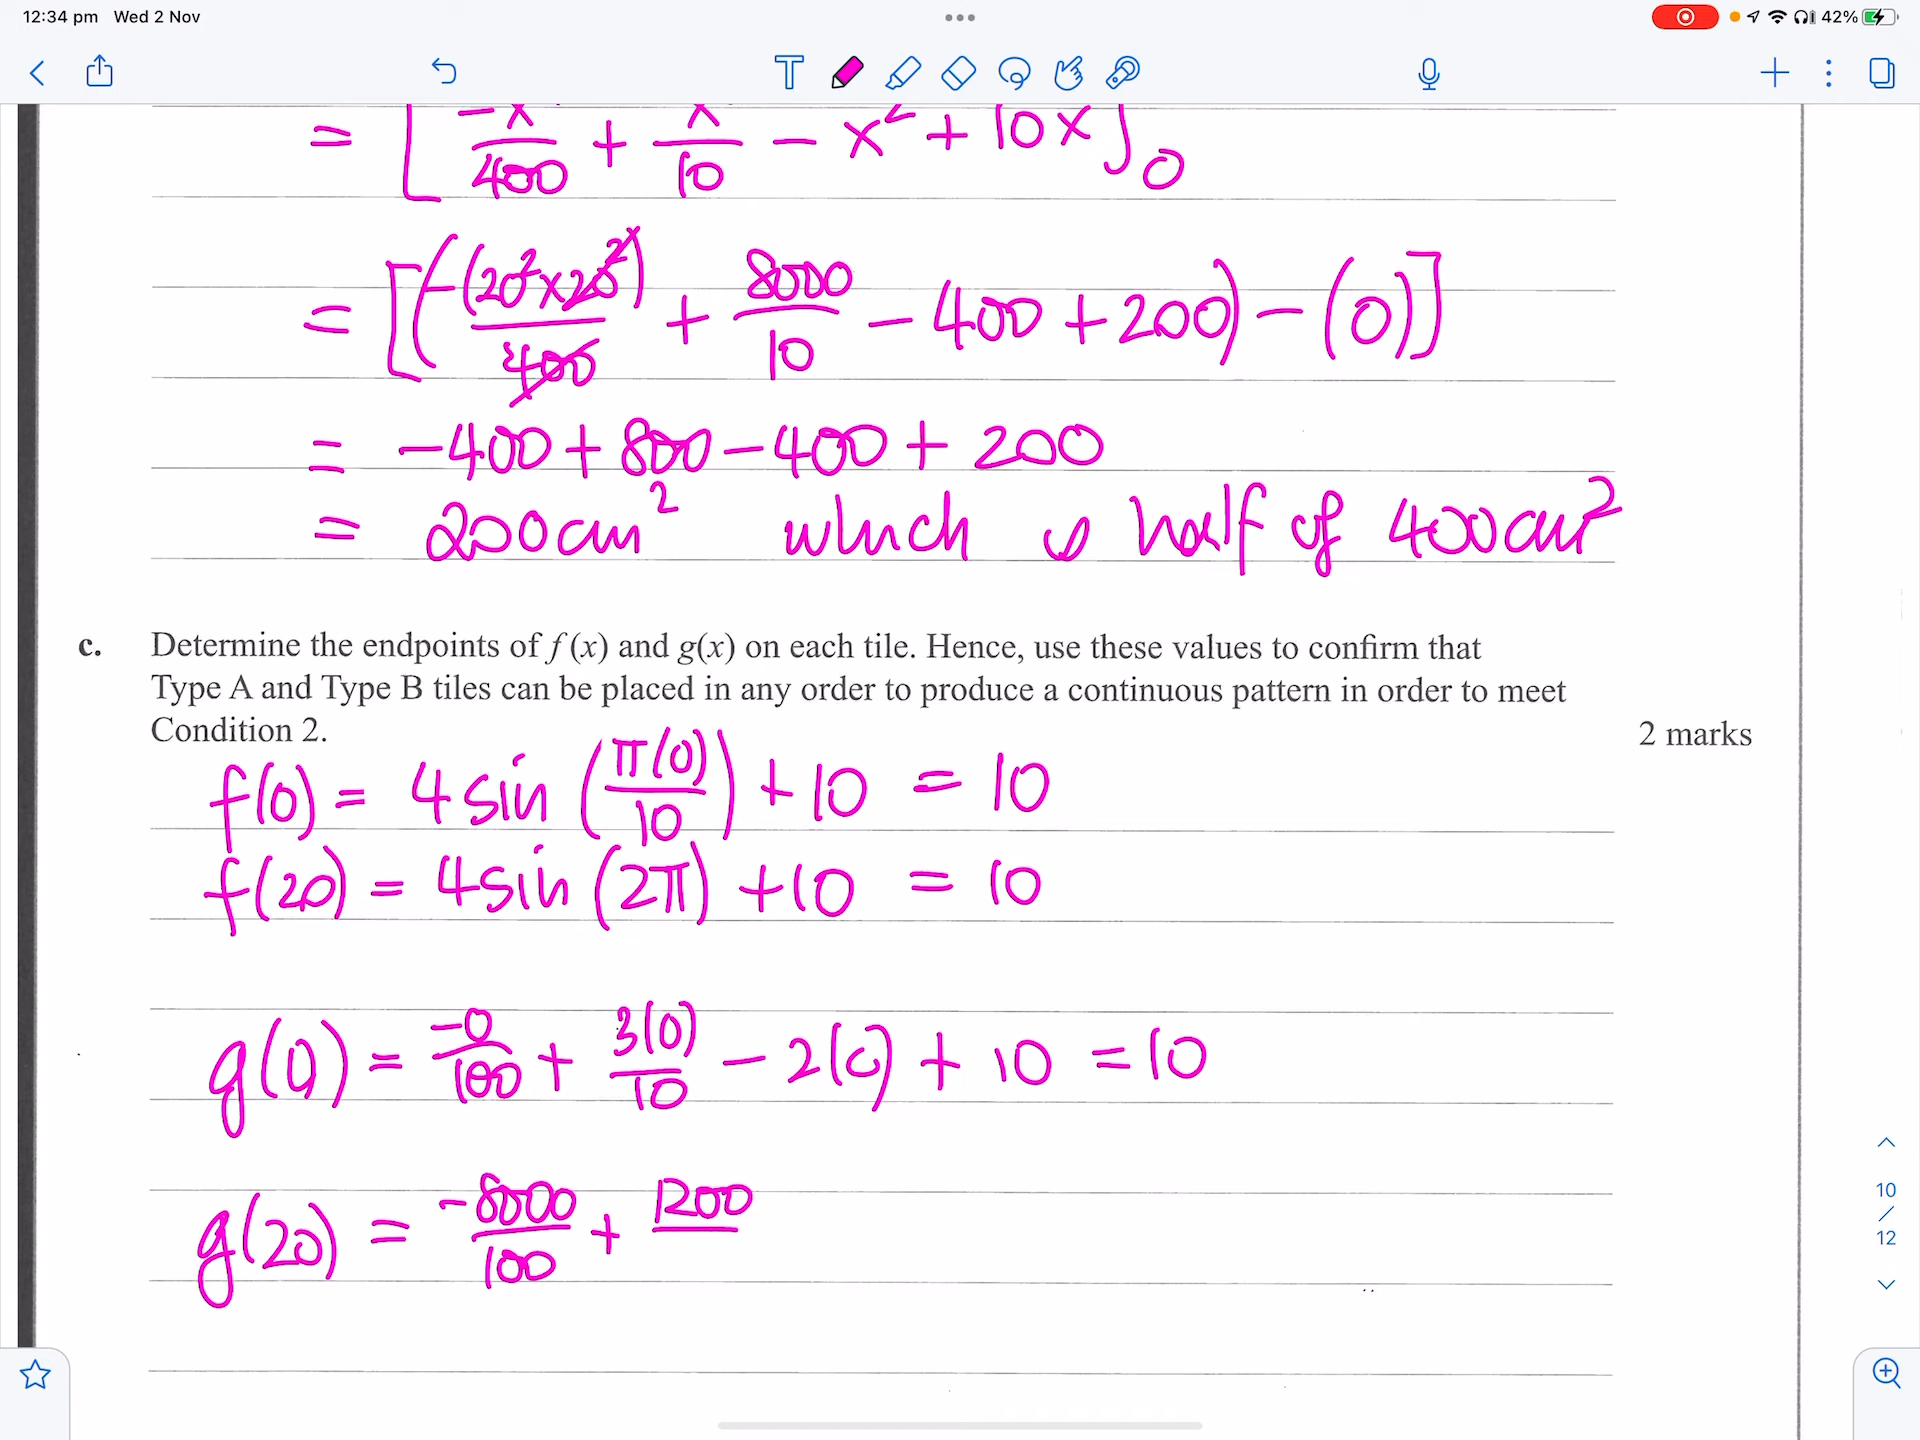 12:34 pm Wed 2 Nov
42%
= [ -x/400 + x/10 - x² + 10x ]0
= [(-(20²x20²)/400 + 8000/10 - 400 + 200) - (0)]
= -400 + 800 - 400 + 200
= 200cm² which is half of 400cm²
c. Determine the endpoints of f(x) and g(x) on each tile. Hence, use these values to confirm that
Type A and Type B tiles can be placed in any order to produce a continuous pattern in order to meet
Condition 2.
2 marks
f(0) = 4sin (π(0)/10) + 10 = 10
f(20) = 4sin (2π) + 10 = 10
g(0) = -0/100 + 3(0)/10 - 2(0) + 10 = 10
g(20) = -8000/100 + 1200
10
/
12